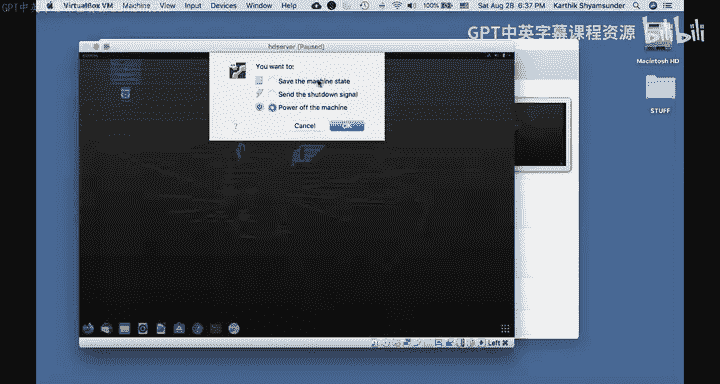 VirtualBox VM Machine View Input Devices Window Help 100% Sat Aug 28 6:37 PM Karthik Shyamsunder
GPT中英字幕课程资源 bilibili
hdserver [Paused]
You want to:
Save the machine state
Send the shutdown signal
Power off the machine
? Cancel OK
Macintosh HD
STUFF
Left ⌘